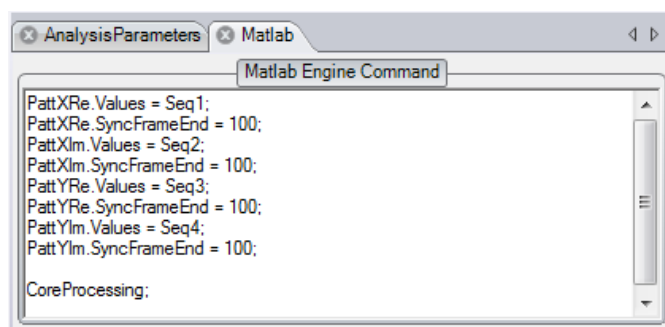 AnalysisParameters Matlab
Matlab Engine Command
PattXRe.Values = Seq1;
PattXRe.SyncFrameEnd = 100;
PattXIm.Values = Seq2;
PattXIm.SyncFrameEnd = 100;
PattYRe.Values = Seq3;
PattYRe.SyncFrameEnd = 100;
PattYIm.Values = Seq4;
PattYIm.SyncFrameEnd = 100;
CoreProcessing;